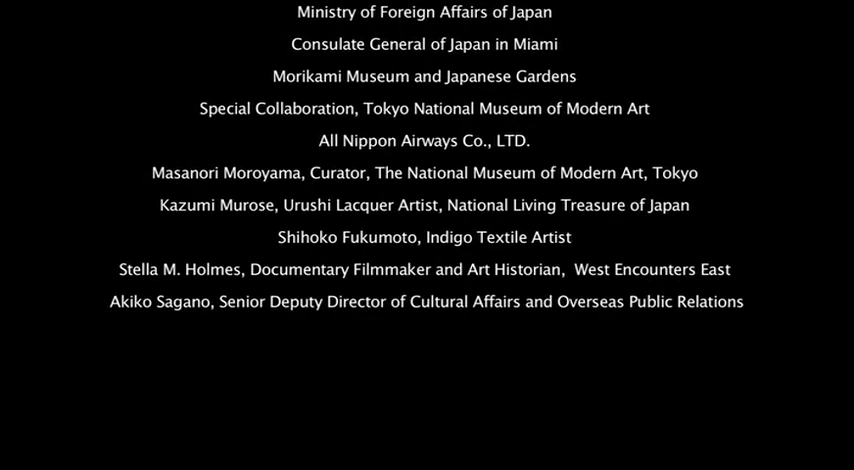 Ministry of Foreign Affairs of Japan
Consulate General of Japan in Miami
Morikami Museum and Japanese Gardens
Special Collaboration, Tokyo National Museum of Modern Art
All Nippon Airways Co., LTD.
Masanori Moroyama, Curator, The National Museum of Modern Art, Tokyo
Kazumi Murose, Urushi Lacquer Artist, National Living Treasure of Japan
Shihoko Fukumoto, Indigo Textile Artist
Stella M. Holmes, Documentary Filmmaker and Art Historian,  West Encounters East
Akiko Sagano, Senior Deputy Director of Cultural Affairs and Overseas Public Relations